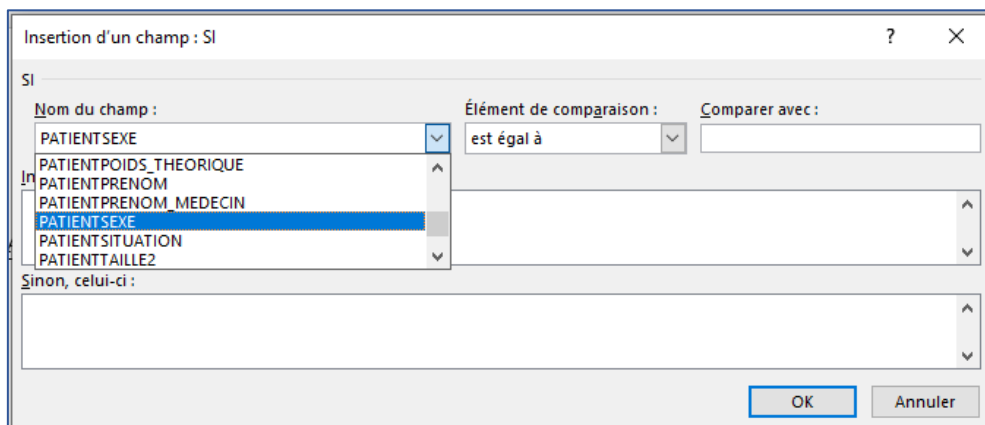 Insertion d'un champ : SI
?
SI
Nom du champ :
Élément de comparaison :
Comparer avec :
PATIENTSEXE
est égal à
PATIENTPOIDS_THEORIQUE
In
PATIENTPRENOM
PATIENTPRENOM_MEDECIN
PATIENTSEXE
PATIENTSITUATION
PATIENTTAILLE2
Sinon, celui-ci :
OK
Annuler